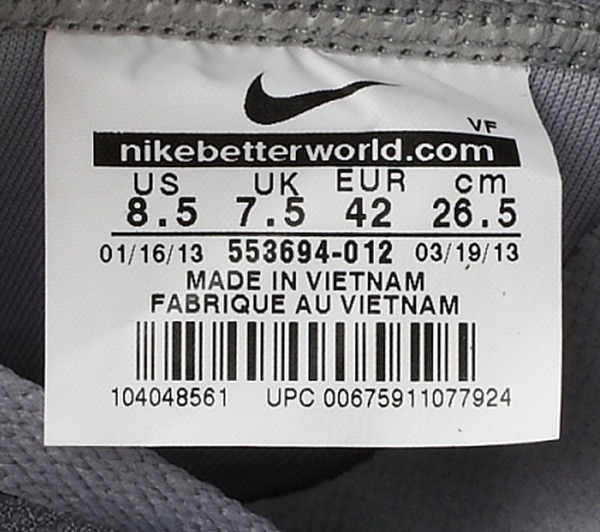 VF
nikebetterworld.com
US UK EUR cm
8.5 7.5 42 26.5
01/16/13 553694-012 03/19/13
MADE IN VIETNAM
FABRIQUE AU VIETNAM
104048561 UPC 00675911077924